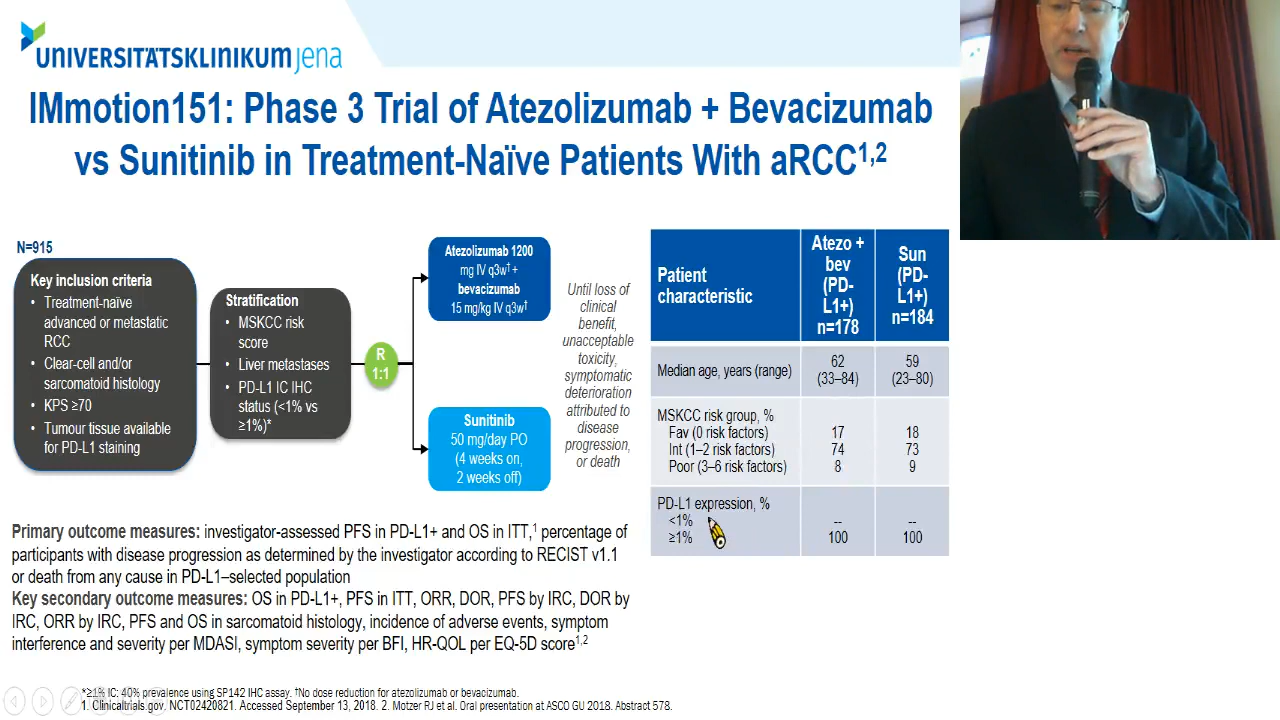 UNIVERSITÄTSKLINIKUM jena
IMmotion151: Phase 3 Trial of Atezolizumab + Bevacizumab
vs Sunitinib in Treatment-Naïve Patients With aRCC1,2
N=915
Key inclusion criteria
• Treatment-naïve
advanced or metastatic
RCC
• Clear-cell and/or
sarcomatoid histology
• KPS ≥70
• Tumour tissue available
for PD-L1 staining
Stratification
• MSKCC risk
score
• Liver metastases
• PD-L1 IC IHC
status (<1% vs
≥1%)*
R
1:1
Atezolizumab 1200
mg IV q3w† +
bevacizumab
15 mg/kg IV q3w†
Sunitinib
50 mg/day PO
(4 weeks on,
2 weeks off)
Until loss of
clinical
benefit,
unacceptable
toxicity,
symptomatic
deterioration
attributed to
disease
progression,
or death
Patient
characteristic
Atezo +
bev
(PD-
L1+)
n=178
Sun
(PD-
L1+)
n=184
Median age, years (range)
62
(33–84)
59
(23–80)
MSKCC risk group, %
Fav (0 risk factors) 17 18
Int (1–2 risk factors) 74 73
Poor (3–6 risk factors) 8 9
PD-L1 expression, %
<1% -- --
≥1% 100 100
Primary outcome measures: investigator-assessed PFS in PD-L1+ and OS in ITT,1 percentage of
participants with disease progression as determined by the investigator according to RECIST v1.1
or death from any cause in PD-L1–selected population
Key secondary outcome measures: OS in PD-L1+, PFS in ITT, ORR, DOR, PFS by IRC, DOR by
IRC, ORR by IRC, PFS and OS in sarcomatoid histology, incidence of adverse events, symptom
interference and severity per MDASI, symptom severity per BFI, HR-QOL per EQ-5D score1,2
*≥1% IC: 40% prevalence using SP142 IHC assay. †No dose reduction for atezolizumab or bevacizumab.
1. Clinicaltrials.gov. NCT02420821. Accessed September 13, 2018. 2. Motzer RJ et al. Oral presentation at ASCO GU 2018. Abstract 578.